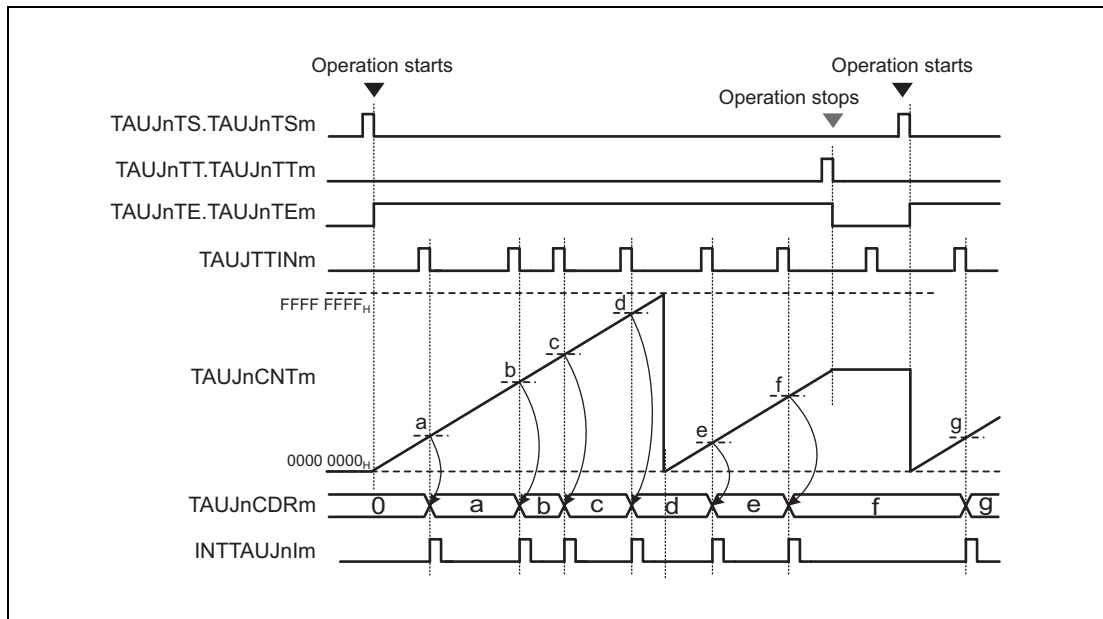 Operation starts
Operation starts
Operation stops
TAUJnTS.TAUJnTSm
TAUJnTT.TAUJnTTm
TAUJnTE.TAUJnTEm
TAUJTTINm
FFFF FFFFH
d
c
TAUJnCNTm
b
f
a
e
g
0000 0000H
TAUJnCDRm 0 a b c d e f g
INTTAUJnIm